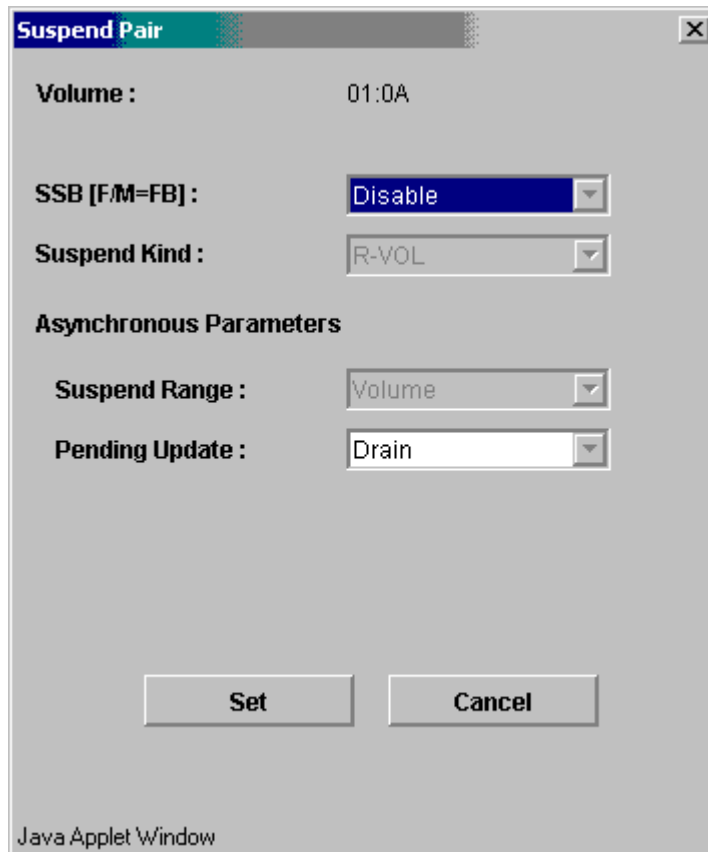 Suspend Pair
Volume : 01:0A
SSB [F/M=FB] : Disable
Suspend Kind : R-VOL
Asynchronous Parameters
Suspend Range : Volume
Pending Update : Drain
Set Cancel
Java Applet Window